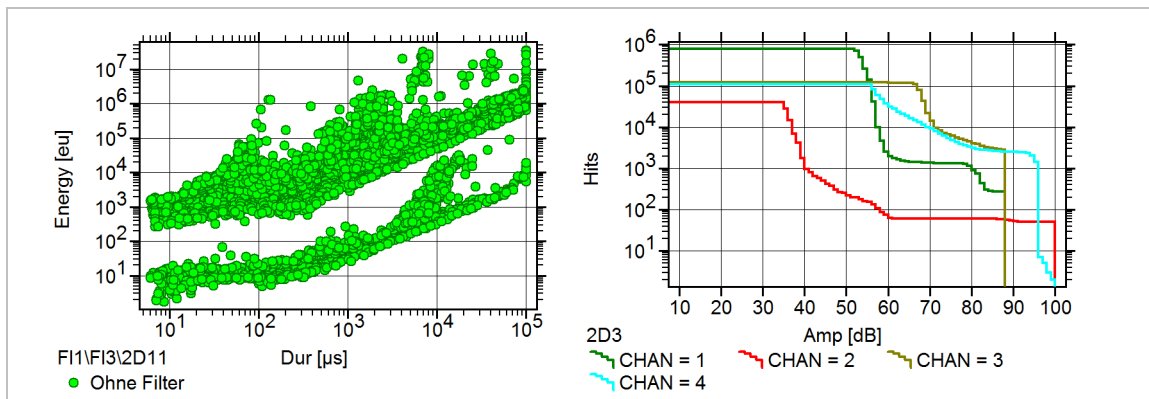 Energy [eu]
10⁷
10⁶
10⁵
10⁴
10³
10²
10¹
10¹ 10² 10³ 10⁴ 10⁵
Dur [µs]
FI1\FI3\2D11
Ohne Filter
Hits
10⁶
10⁵
10⁴
10³
10²
10¹
10 20 30 40 50 60 70 80 90 100
Amp [dB]
2D3
CHAN = 1 CHAN = 2 CHAN = 3
CHAN = 4